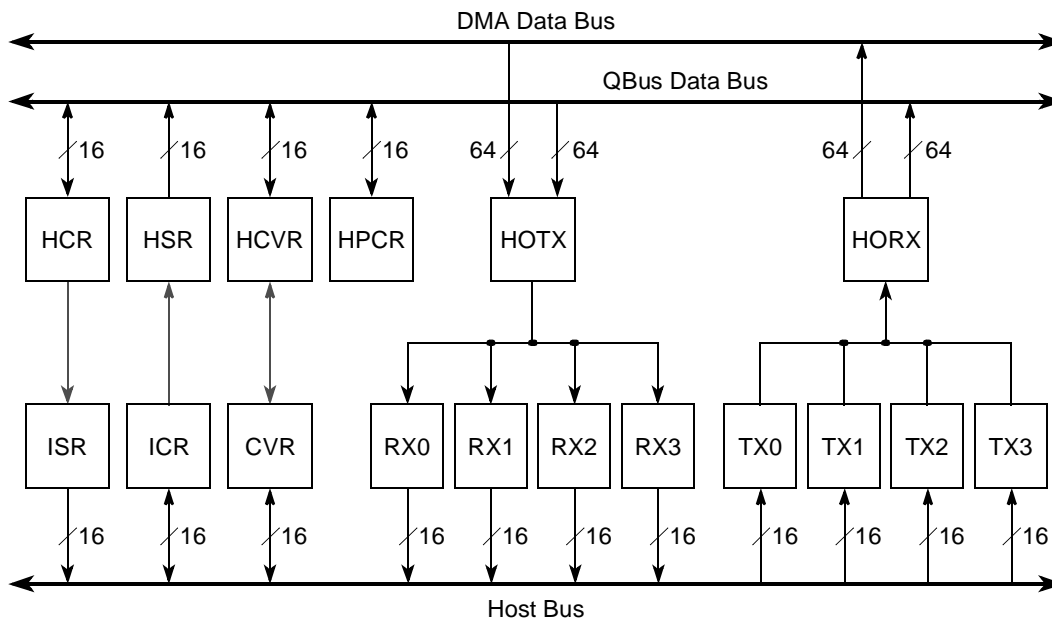 DMA Data Bus
QBus Data Bus
16 16 16 16 64 64 64 64
HCR HSR HCVR HPCR HOTX HORX
ISR ICR CVR RX0 RX1 RX2 RX3 TX0 TX1 TX2 TX3
16 16 16 16 16 16 16 16 16 16 16
Host Bus